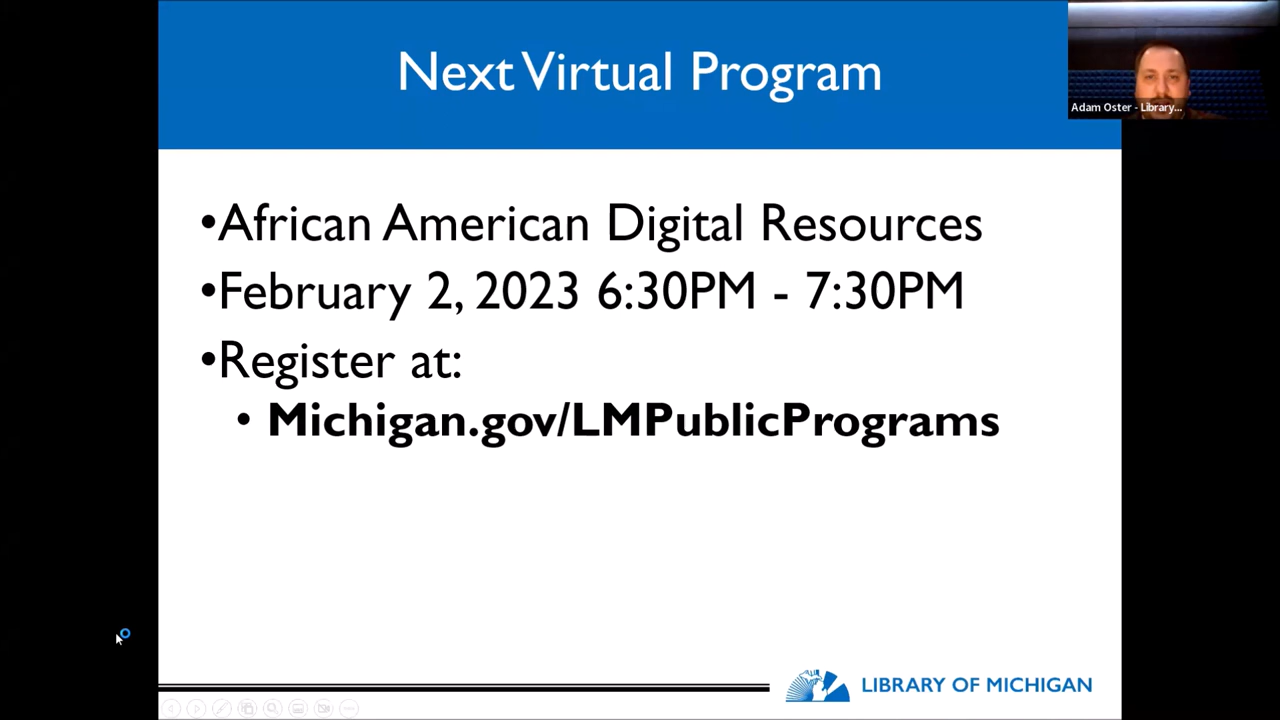 Next Virtual Program
Adam Oster - Library...
•African American Digital Resources
•February 2, 2023 6:30PM - 7:30PM
•Register at:
• Michigan.gov/LMPublicPrograms
LIBRARY OF MICHIGAN